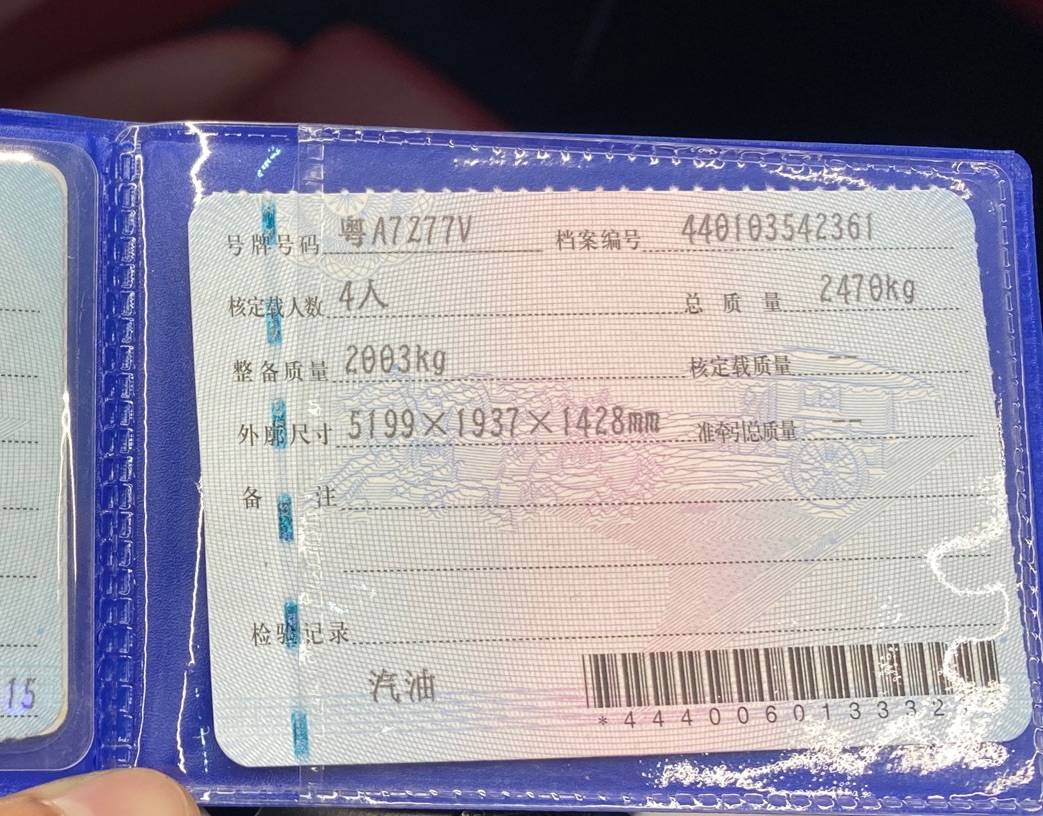 号牌号码 粤A7Z77V 档案编号 440103542361
核定载人数 4人 总质量 2470kg
整备质量 2003kg 核定载质量 --
外廓尺寸 5199×1937×1428mm 准牵引总质量 --
备注
检验记录
汽油
*444006013332
15